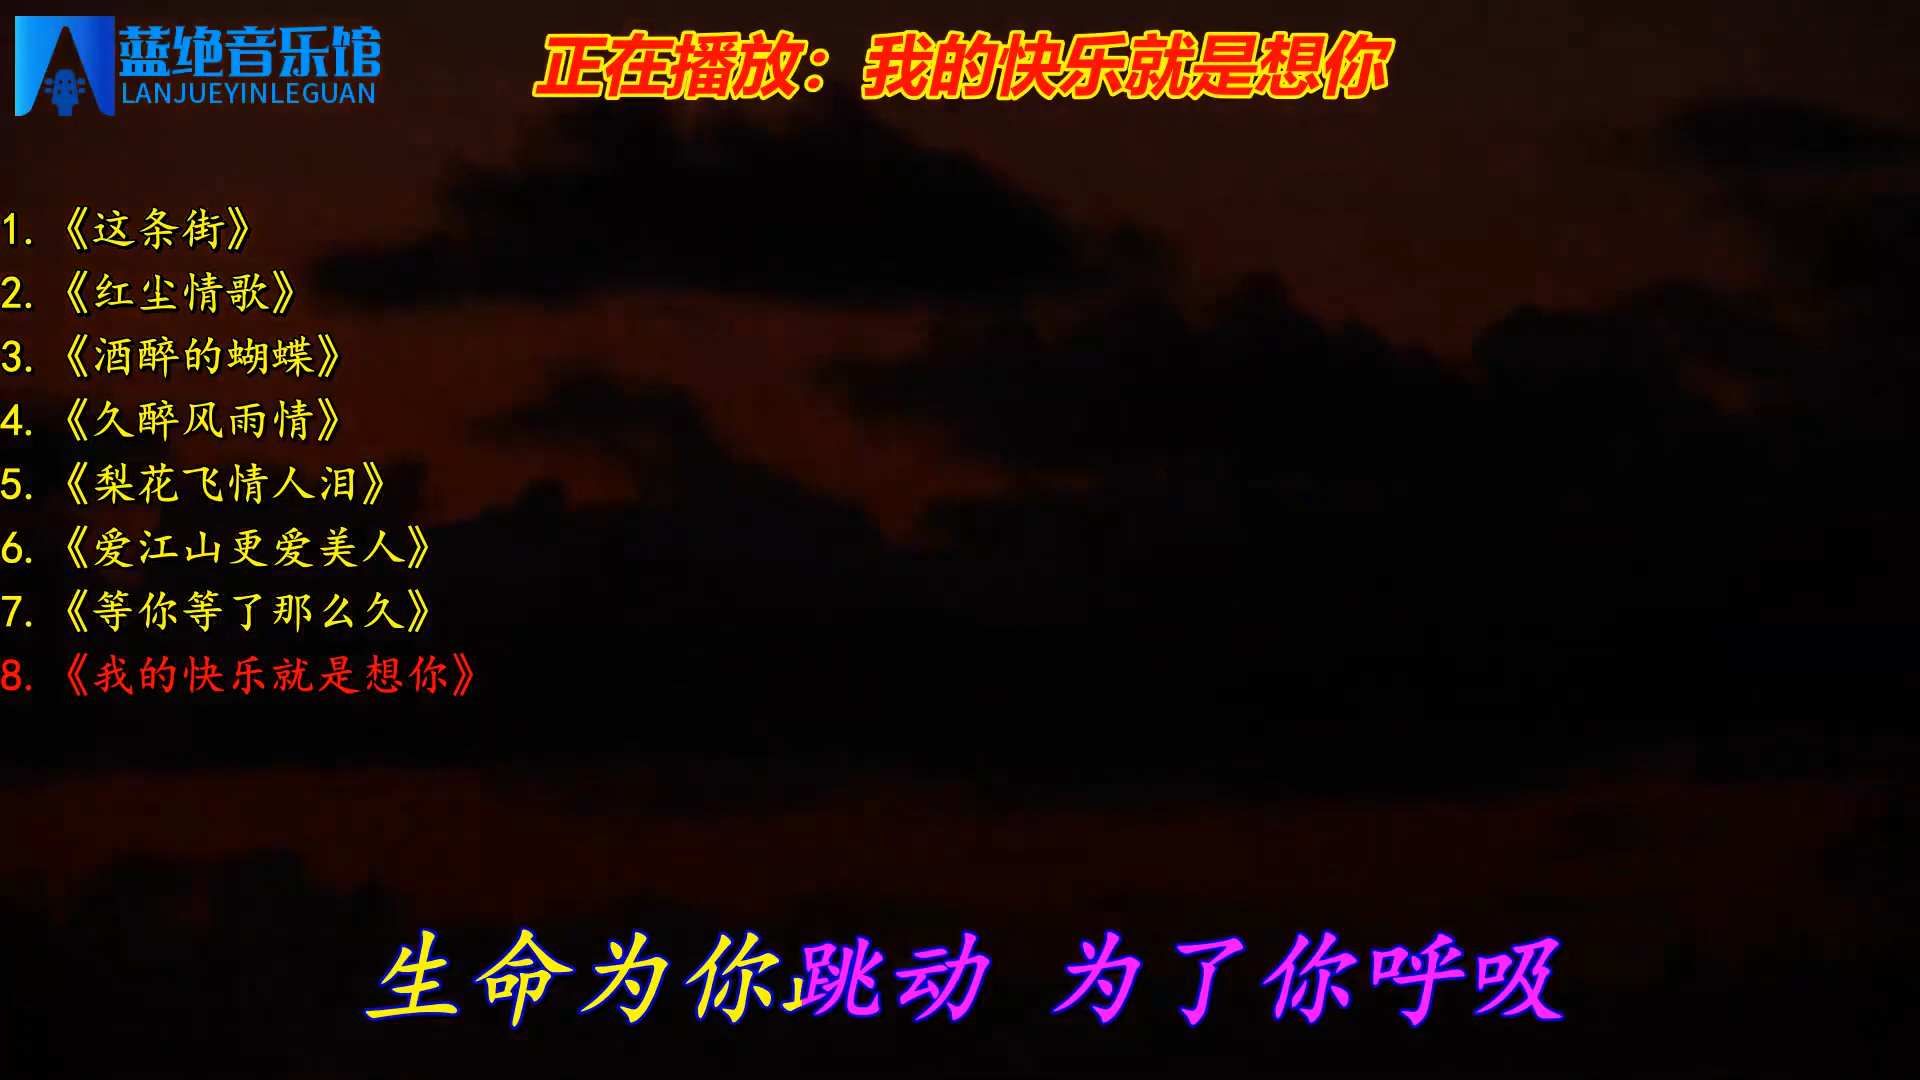 蓝绝音乐馆
LANJUEYINLEGUAN
正在播放：我的快乐就是想你
1.《这条街》
2.《红尘情歌》
3.《酒醉的蝴蝶》
4.《久醉风雨情》
5.《梨花飞情人泪》
6.《爱江山更爱美人》
7.《等你等了那么久》
8.《我的快乐就是想你》
生命为你跳动 为了你呼吸